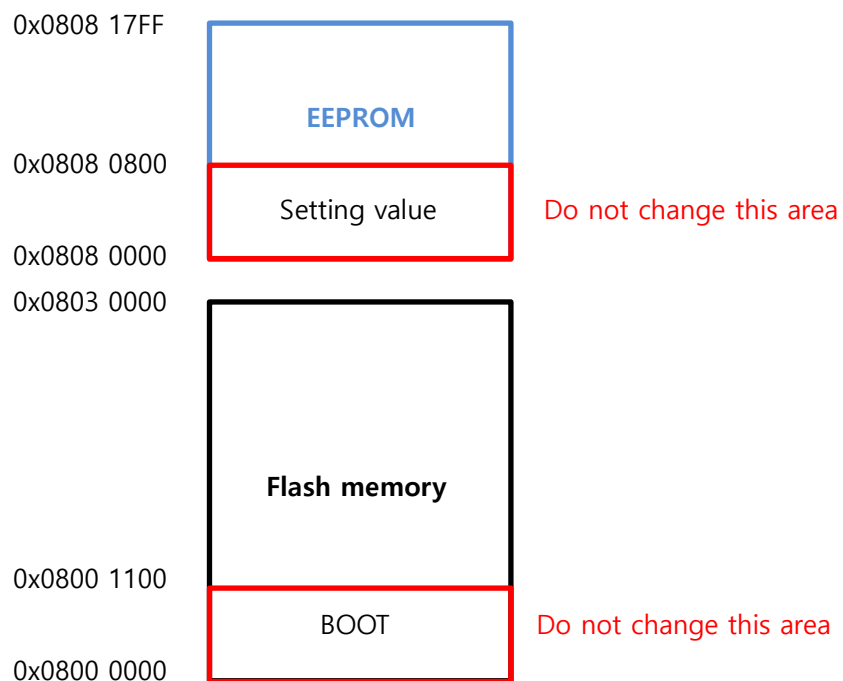 0x0808 17FF
EEPROM
0x0808 0800
Setting value Do not change this area
0x0808 0000
0x0803 0000
Flash memory
0x0800 1100
BOOT Do not change this area
0x0800 0000